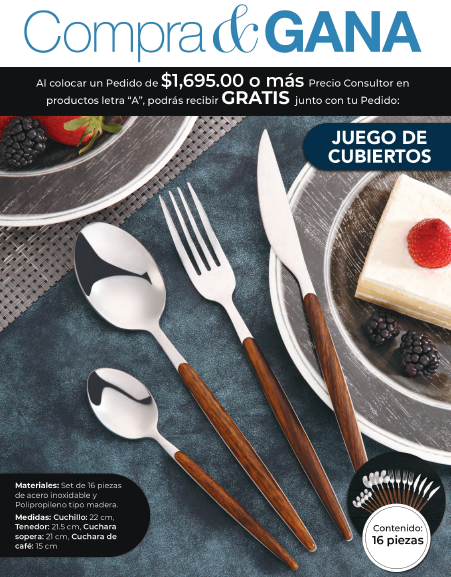 Compra & GANA
Al colocar un Pedido de $1,695.00 o más Precio Consultor en
productos letra “A”, podrás recibir GRATIS junto con tu Pedido:
JUEGO DE
CUBIERTOS
Materiales: Set de 16 piezas
de acero inoxidable y
Polipropileno tipo madera.
Medidas: Cuchillo: 22 cm,
Tenedor: 21.5 cm, Cuchara
sopera: 21 cm, Cuchara de
café: 15 cm
Contenido:
16 piezas